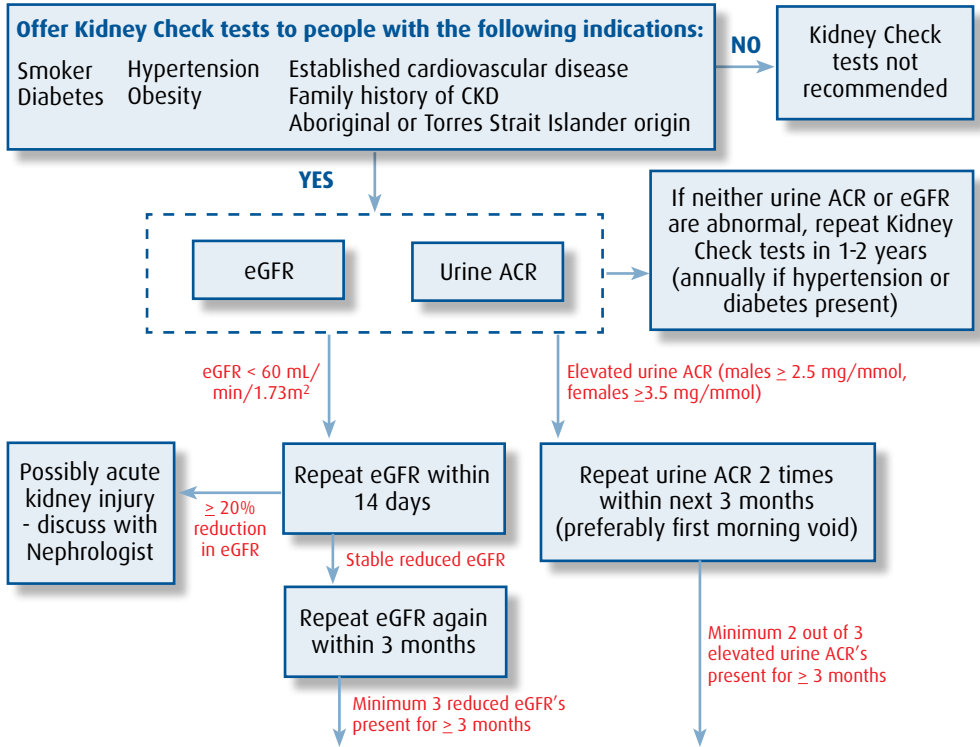 Offer Kidney Check tests to people with the following indications:
Smoker
Diabetes
Hypertension
Obesity
Established cardiovascular disease
Family history of CKD
Aboriginal or Torres Strait Islander origin
NO
Kidney Check
tests not
recommended
YES
eGFR
Urine ACR
If neither urine ACR or eGFR
are abnormal, repeat Kidney
Check tests in 1-2 years
(annually if hypertension or
diabetes present)
eGFR < 60 mL/
min/1.73m²
Elevated urine ACR (males ≥ 2.5 mg/mmol,
females ≥3.5 mg/mmol)
Possibly acute
kidney injury
- discuss with
Nephrologist
≥ 20%
reduction
in eGFR
Repeat eGFR within
14 days
Repeat urine ACR 2 times
within next 3 months
(preferably first morning void)
Stable reduced eGFR
Repeat eGFR again
within 3 months
Minimum 2 out of 3
elevated urine ACR's
present for ≥ 3 months
Minimum 3 reduced eGFR's
present for ≥ 3 months